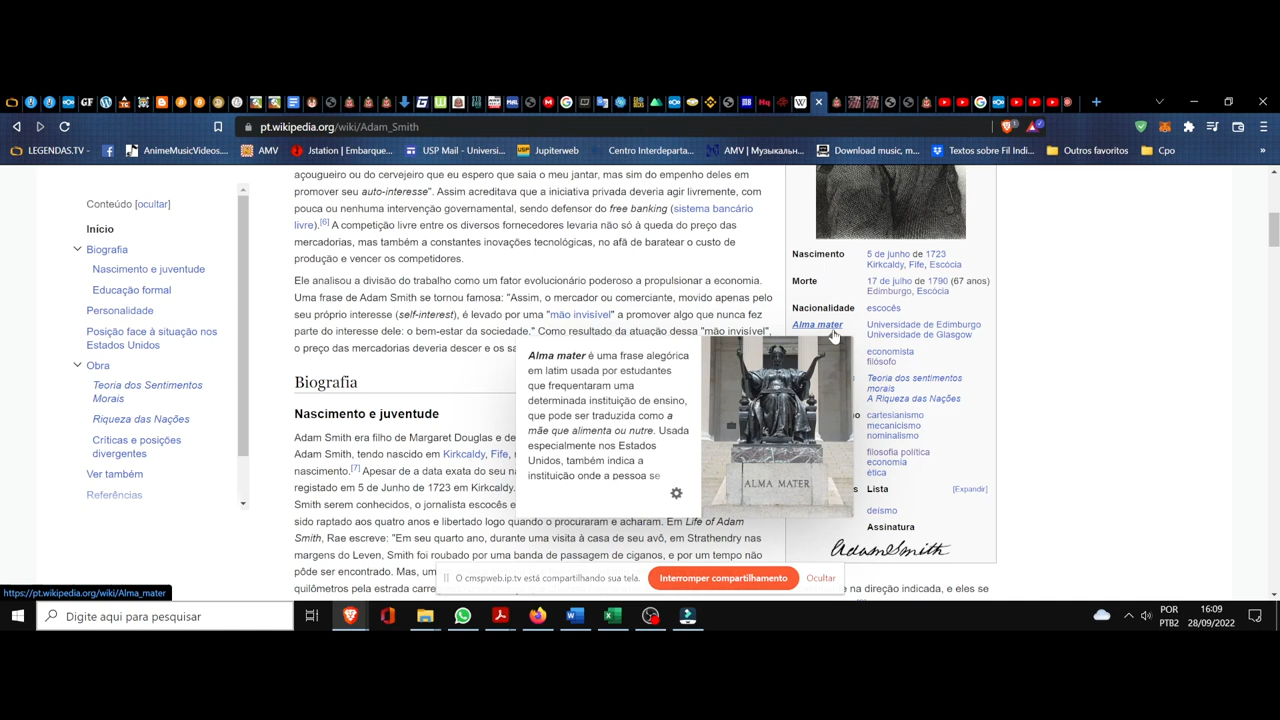 pt.wikipedia.org/wiki/Adam_Smith
LEGENDAS.TV - AnimeMusicVideos... AMV Jstation | Embarque... USP Mail - Universi... Jupiterweb Centro Interdeparta... AMV | Музыкальн... Download music, m... Textos sobre Fil Indi... Outros favoritos Cpo
Conteúdo [ocultar]
Início
Biografia
Nascimento e juventude
Educação formal
Personalidade
Posição face à situação nos
Estados Unidos
Obra
Teoria dos Sentimentos
Morais
Riqueza das Nações
Críticas e posições
divergentes
Ver também
Referências
açougueiro ou do cervejeiro que eu espero que saia o meu jantar, mas sim do empenho deles em
promover seu auto-interesse". Assim acreditava que a iniciativa privada deveria agir livremente, com
pouca ou nenhuma intervenção governamental, sendo defensor do free banking (sistema bancário
livre).[6] A competição livre entre os diversos fornecedores levaria não só à queda do preço das
mercadorias, mas também a constantes inovações tecnológicas, no afã de baratear o custo de
produção e vencer os competidores.
Ele analisou a divisão do trabalho como um fator evolucionário poderoso a propulsionar a economia.
Uma frase de Adam Smith se tornou famosa: "Assim, o mercador ou comerciante, movido apenas pelo
seu próprio interesse (self-interest), é levado por uma "mão invisível" a promover algo que nunca fez
parte do interesse dele: o bem-estar da sociedade." Como resultado da atuação dessa "mão invisível",
o preço das mercadorias deveria descer e os sa
Biografia
Nascimento e juventude
Adam Smith era filho de Margaret Douglas e de
Adam Smith, tendo nascido em Kirkcaldy, Fife,
nascimento.[7] Apesar de a data exata do seu na
registado em 5 de Junho de 1723 em Kirkcaldy.
Smith serem conhecidos, o jornalista escocês e
sido raptado aos quatro anos e libertado logo quando o procuraram e acharam. Em Life of Adam
Smith, Rae escreve: "Em seu quarto ano, durante uma visita à casa de seu avô, em Strathendry nas
margens do Leven, Smith foi roubado por uma banda de passagem de ciganos, e por um tempo não
pôde ser encontrado. Mas, um
quilômetros pela estrada carre
na direção indicada, e eles se
Alma mater é uma frase alegórica
em latim usada por estudantes
que frequentaram uma
determinada instituição de ensino,
que pode ser traduzida como a
mãe que alimenta ou nutre. Usada
especialmente nos Estados
Unidos, também indica a
instituição onde a pessoa se
ALMA MATER
Nascimento 5 de junho de 1723
Kirkcaldy, Fife, Escócia
Morte 17 de julho de 1790 (67 anos)
Edimburgo, Escócia
Nacionalidade escocês
Alma mater Universidade de Edimburgo
Universidade de Glasgow
economista
filósofo
Teoria dos sentimentos
morais
A Riqueza das Nações
o cartesianismo
mecanicismo
nominalismo
filosofia política
economia
ética
s Lista [Expandir]
deísmo
Assinatura
Adam Smith
O cmspweb.ip.tv está compartilhando sua tela. Interromper compartilhamento Ocultar
https://pt.wikipedia.org/wiki/Alma_mater
Digite aqui para pesquisar
POR
PTB2
16:09
28/09/2022